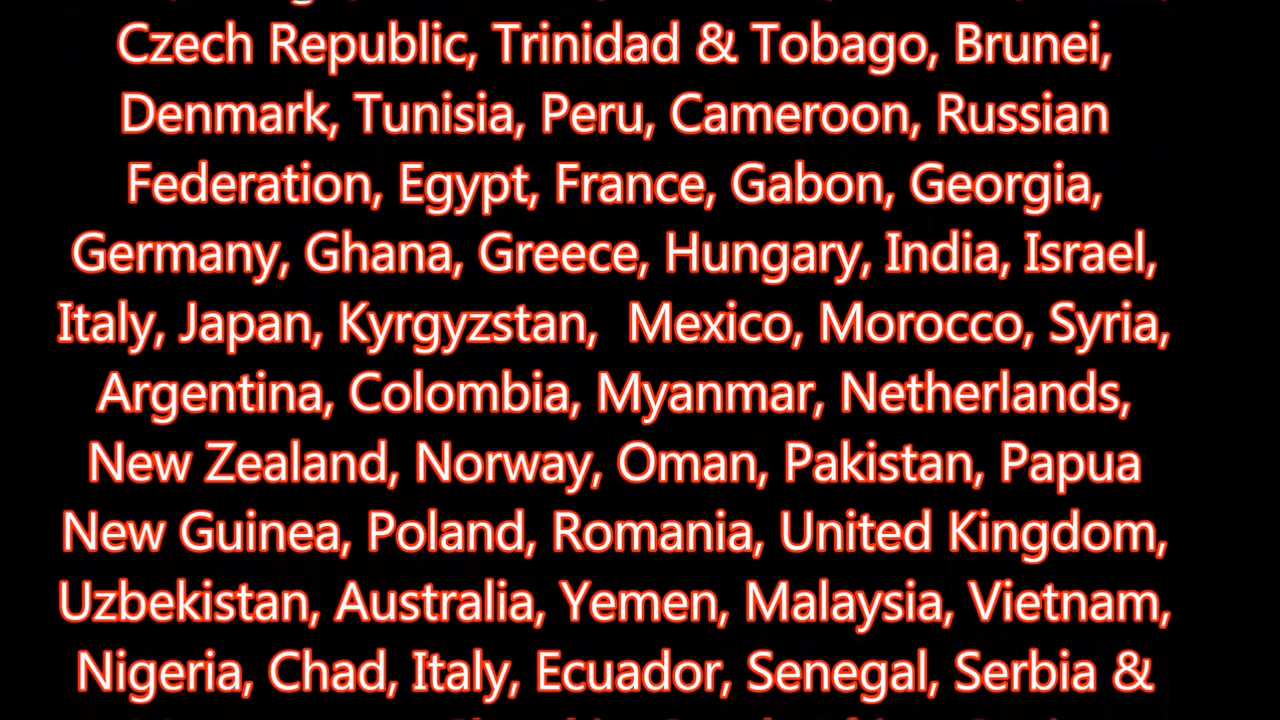 Czech Republic, Trinidad & Tobago, Brunei,
Denmark, Tunisia, Peru, Cameroon, Russian
Federation, Egypt, France, Gabon, Georgia,
Germany, Ghana, Greece, Hungary, India, Israel,
Italy, Japan, Kyrgyzstan,  Mexico, Morocco, Syria,
Argentina, Colombia, Myanmar, Netherlands,
New Zealand, Norway, Oman, Pakistan, Papua
New Guinea, Poland, Romania, United Kingdom,
Uzbekistan, Australia, Yemen, Malaysia, Vietnam,
Nigeria, Chad, Italy, Ecuador, Senegal, Serbia &